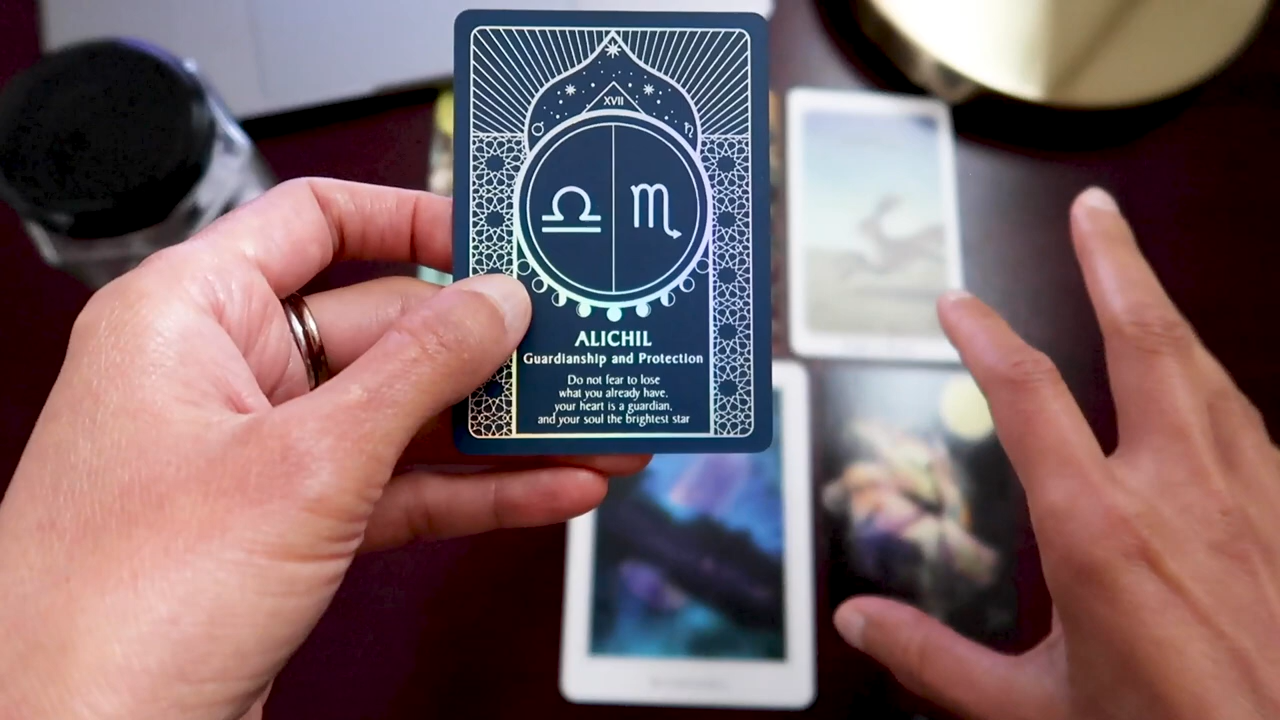 XVII
ALICHIL
Guardianship and Protection
Do not fear to lose
what you already have,
your heart is a guardian,
and your soul the brightest star